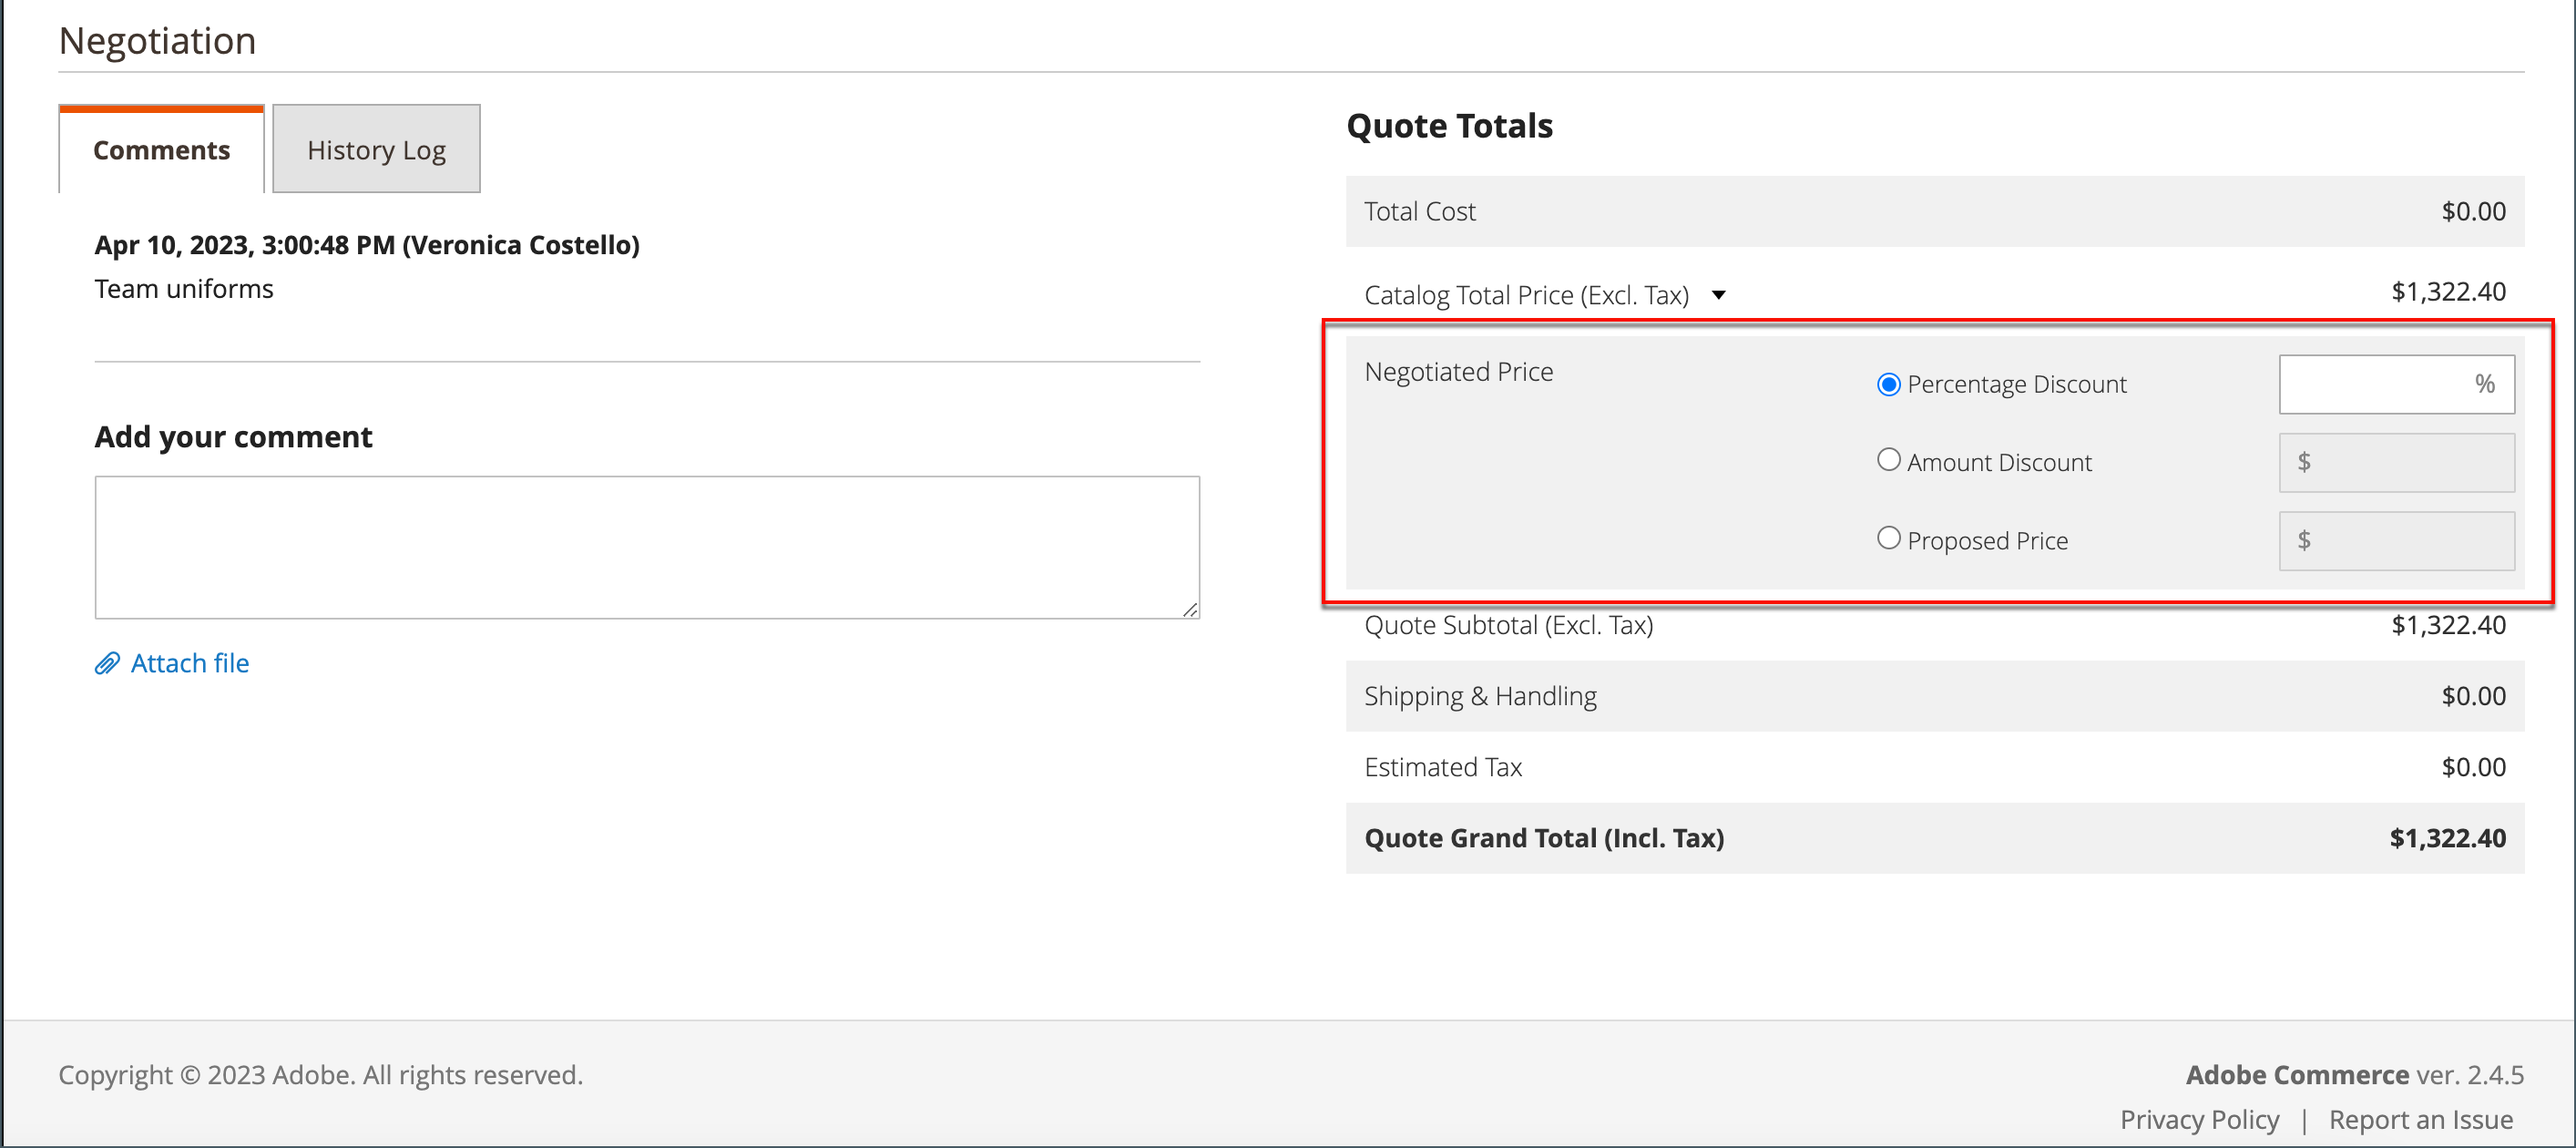 Negotiation
Comments
History Log
Apr 10, 2023, 3:00:48 PM (Veronica Costello)
Team uniforms
Add your comment
Attach file
Quote Totals
Total Cost $0.00
Catalog Total Price (Excl. Tax) $1,322.40
Negotiated Price
Percentage Discount %
Amount Discount $
Proposed Price $
Quote Subtotal (Excl. Tax) $1,322.40
Shipping & Handling $0.00
Estimated Tax $0.00
Quote Grand Total (Incl. Tax) $1,322.40
Copyright © 2023 Adobe. All rights reserved.
Adobe Commerce ver. 2.4.5
Privacy Policy | Report an Issue